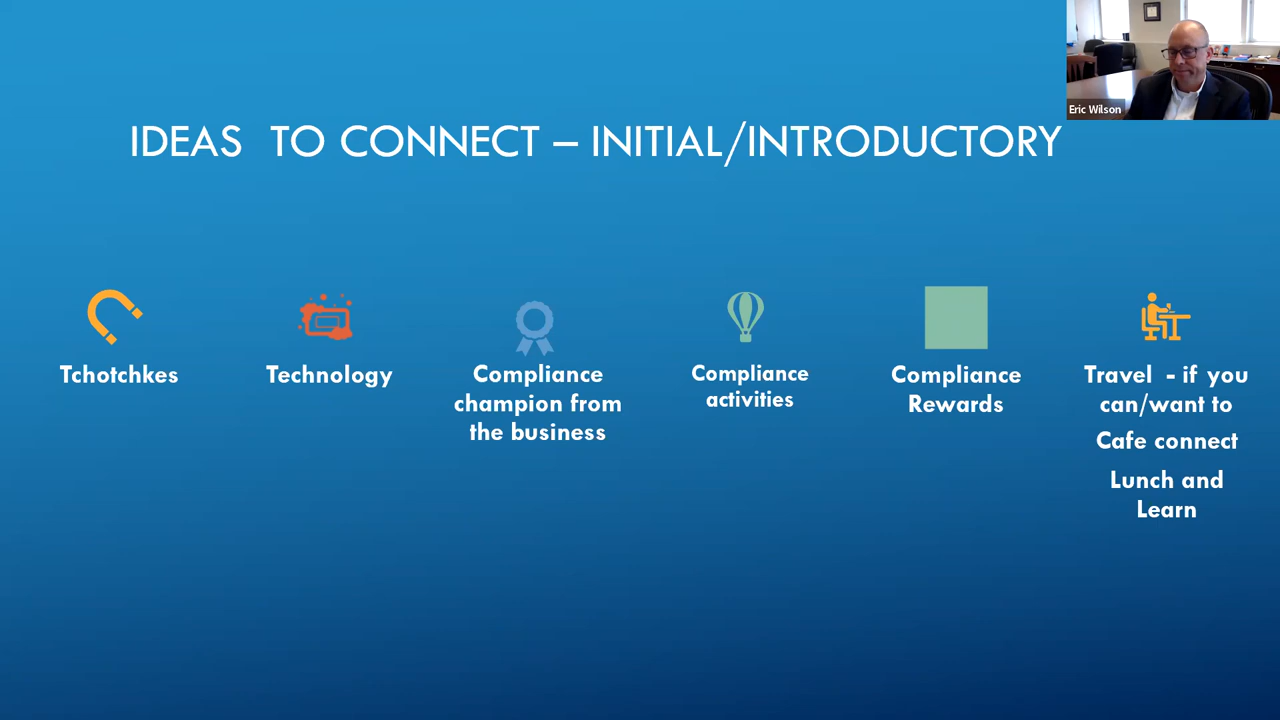 Eric Wilson
IDEAS TO CONNECT – INITIAL/INTRODUCTORY
Tchotchkes
Technology
Compliance
champion from
the business
Compliance
activities
Compliance
Rewards
Travel - if you
can/want to
Cafe connect
Lunch and
Learn